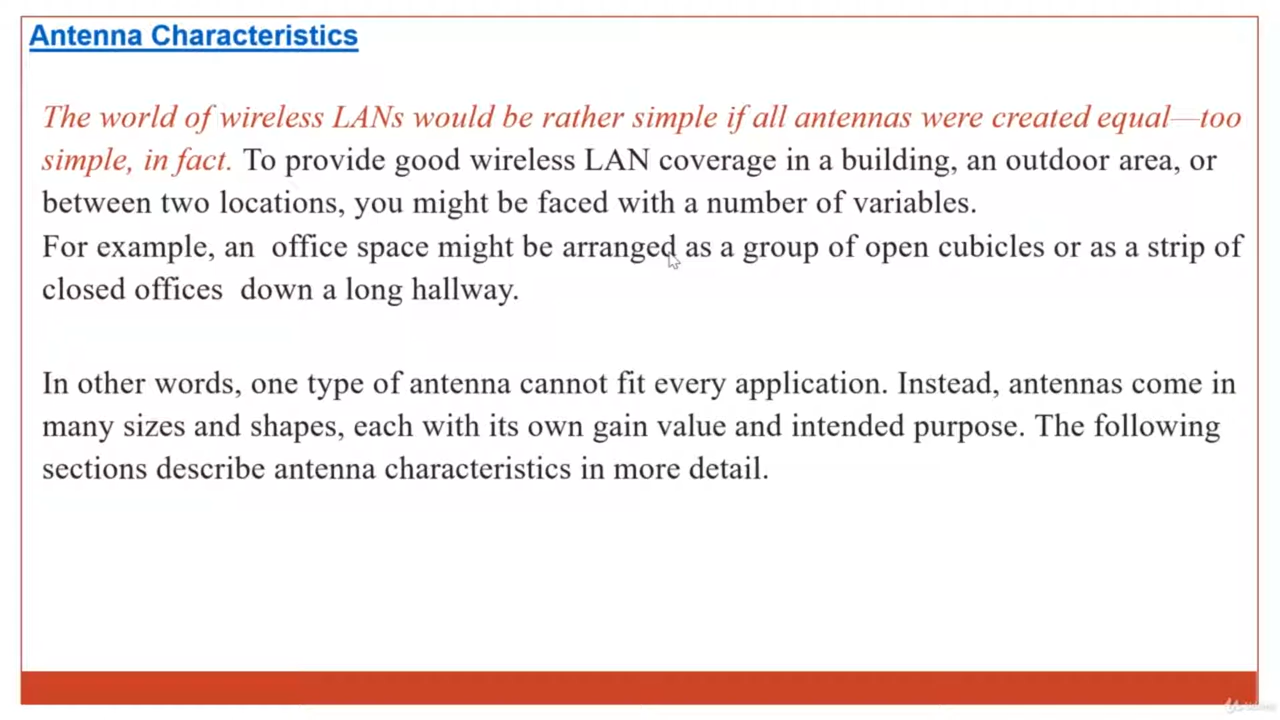 Antenna Characteristics
The world of wireless LANs would be rather simple if all antennas were created equal—too
simple, in fact. To provide good wireless LAN coverage in a building, an outdoor area, or
between two locations, you might be faced with a number of variables.
For example, an office space might be arranged as a group of open cubicles or as a strip of
closed offices down a long hallway.
In other words, one type of antenna cannot fit every application. Instead, antennas come in
many sizes and shapes, each with its own gain value and intended purpose. The following
sections describe antenna characteristics in more detail.